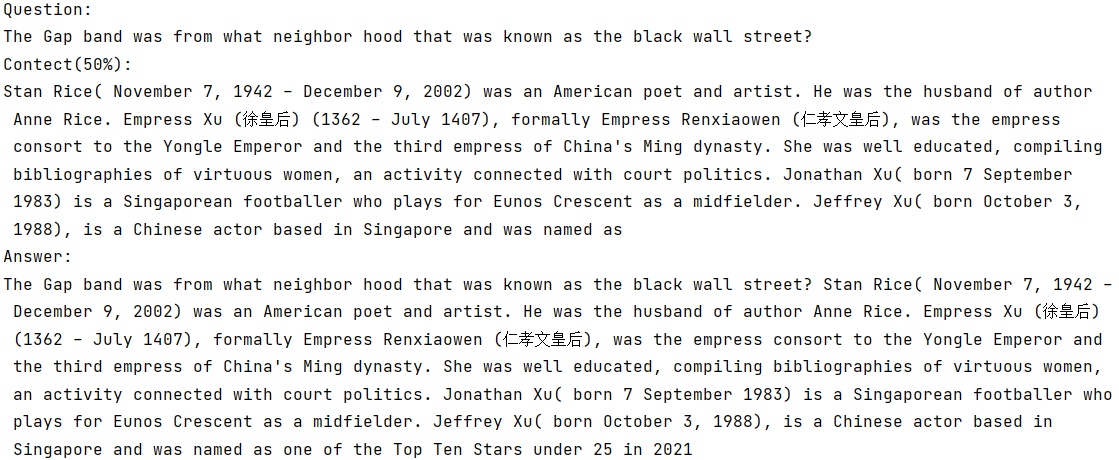 Question:
The Gap band was from what neighbor hood that was known as the black wall street?
Contect(50%):
Stan Rice( November 7, 1942 – December 9, 2002) was an American poet and artist. He was the husband of author
Anne Rice. Empress Xu (徐皇后) (1362 – July 1407), formally Empress Renxiaowen (仁孝文皇后), was the empress
consort to the Yongle Emperor and the third empress of China's Ming dynasty. She was well educated, compiling
bibliographies of virtuous women, an activity connected with court politics. Jonathan Xu( born 7 September
1983) is a Singaporean footballer who plays for Eunos Crescent as a midfielder. Jeffrey Xu( born October 3,
1988), is a Chinese actor based in Singapore and was named as
Answer:
The Gap band was from what neighbor hood that was known as the black wall street? Stan Rice( November 7, 1942 –
December 9, 2002) was an American poet and artist. He was the husband of author Anne Rice. Empress Xu (徐皇后)
(1362 – July 1407), formally Empress Renxiaowen (仁孝文皇后), was the empress consort to the Yongle Emperor and
the third empress of China's Ming dynasty. She was well educated, compiling bibliographies of virtuous women,
an activity connected with court politics. Jonathan Xu( born 7 September 1983) is a Singaporean footballer who
plays for Eunos Crescent as a midfielder. Jeffrey Xu( born October 3, 1988), is a Chinese actor based in
Singapore and was named as one of the Top Ten Stars under 25 in 2021